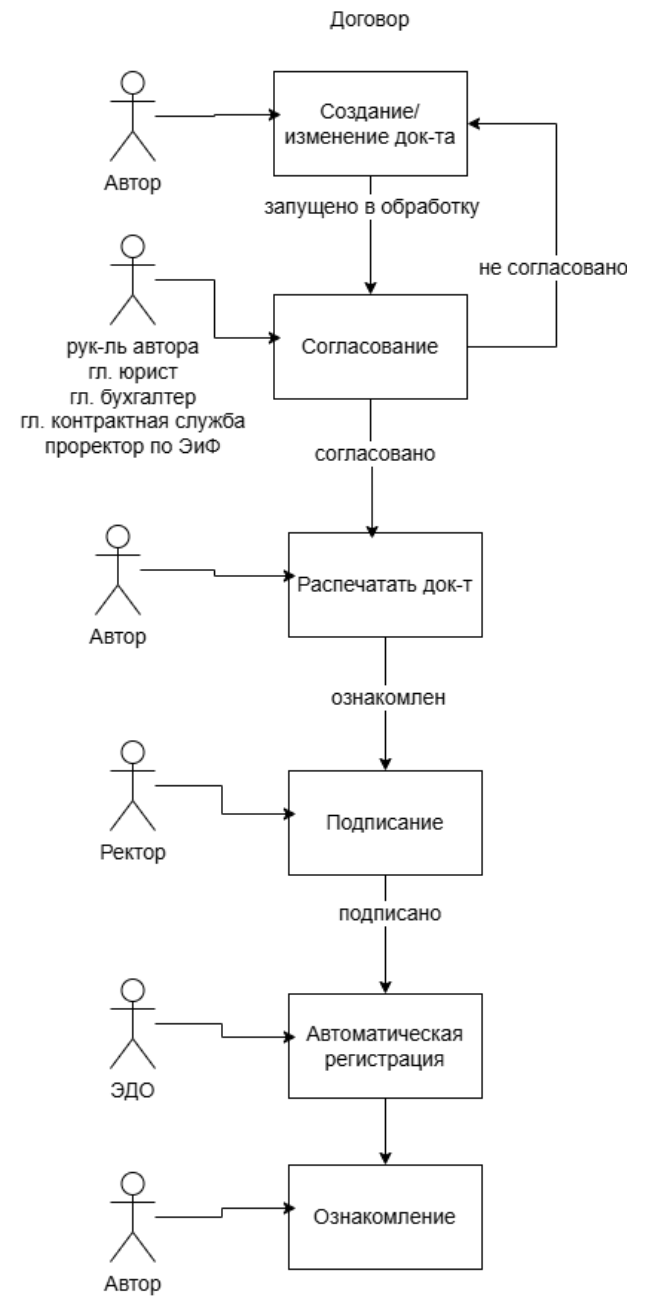 Договор
Создание/
изменение док-та
Автор
запущено в обработку
не согласовано
Согласование
рук-ль автора
гл. юрист
гл. бухгалтер
гл. контрактная служба
проректор по ЭиФ
согласовано
Распечатать док-т
Автор
ознакомлен
Подписание
Ректор
подписано
Автоматическая
регистрация
ЭДО
Ознакомление
Автор